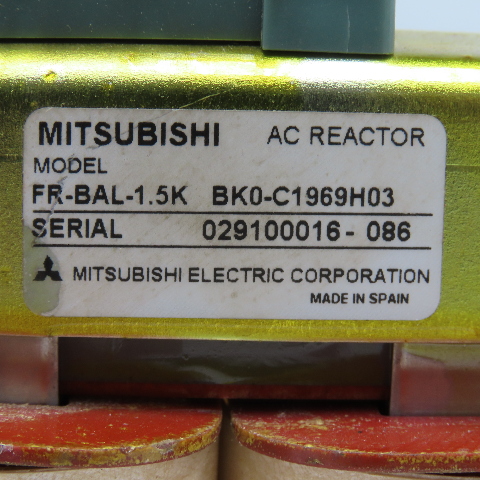 MITSUBISHI AC REACTOR
MODEL
FR-BAL-1.5K BK0-C1969H03
SERIAL 029100016- 086
MITSUBISHI ELECTRIC CORPORATION
MADE IN SPAIN